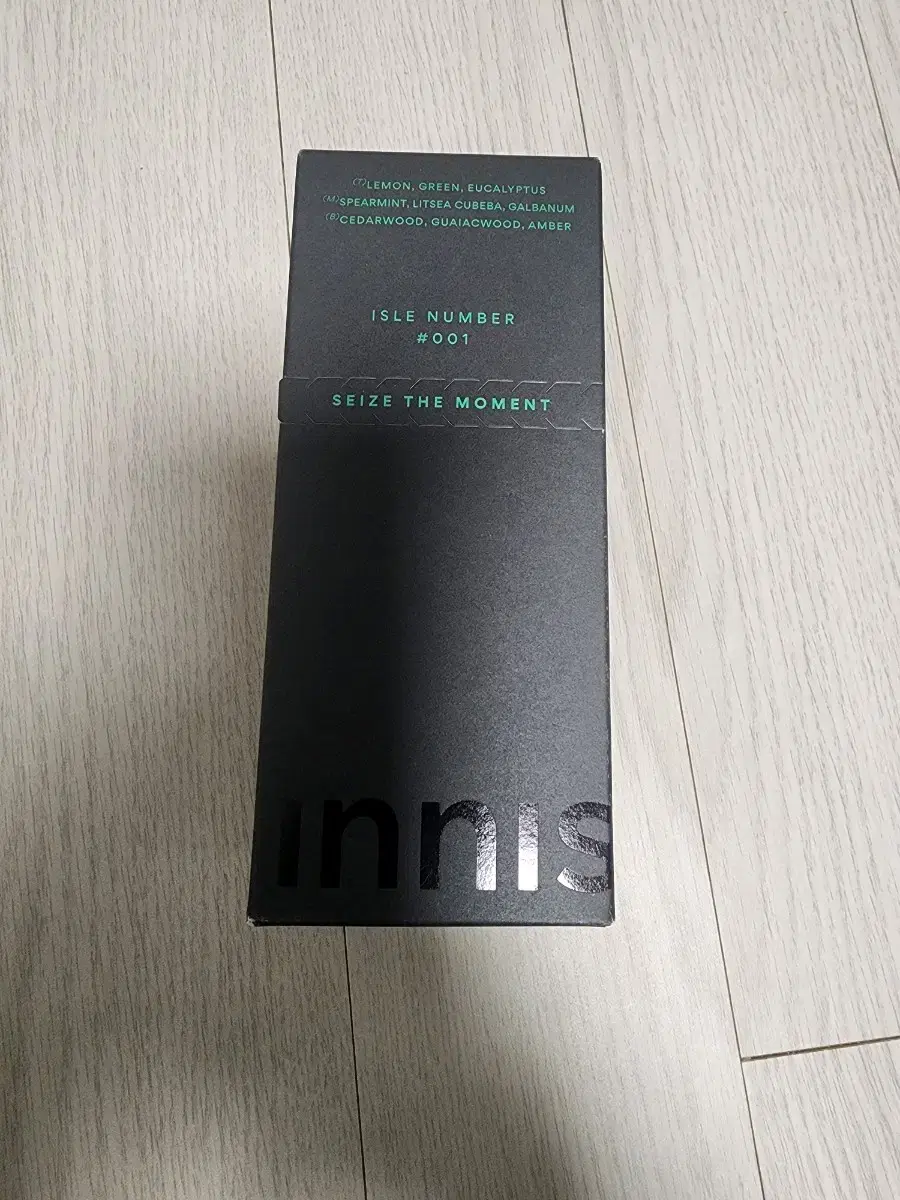 (T)LEMON, GREEN, EUCALYPTUS
(M)SPEARMINT, LITSEA CUBEBA, GALBANUM
(B)CEDARWOOD, GUAIACWOOD, AMBER
ISLE NUMBER
#001
SEIZE THE MOMENT
innis